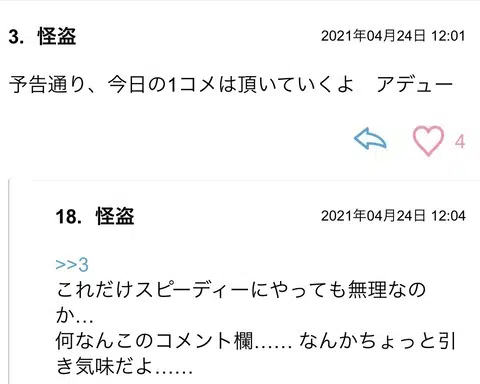 3. 怪盗 2021年04月24日 12:01
予告通り、今日の1コメは頂いていくよ　アデュー
4
18. 怪盗 2021年04月24日 12:04
>>3
これだけスピーディーにやっても無理なの
か…
何なんこのコメント欄…… なんかちょっと引
き気味だよ……